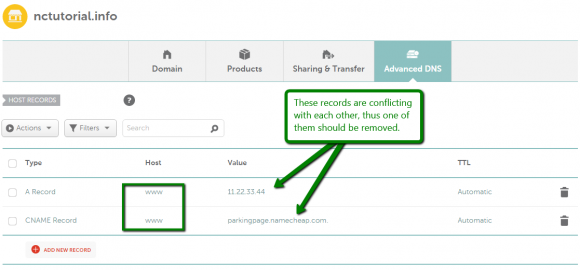 nctutorial.info
Domain
Products
Sharing & Transfer
Advanced DNS
HOST RECORDS
?
These records are conflicting
with each other, thus one of
them should be removed.
Actions
Filters
Search
Type Host Value TTL
A Record www 11.22.33.44 Automatic
CNAME Record www parkingpage.namecheap.com. Automatic
ADD NEW RECORD